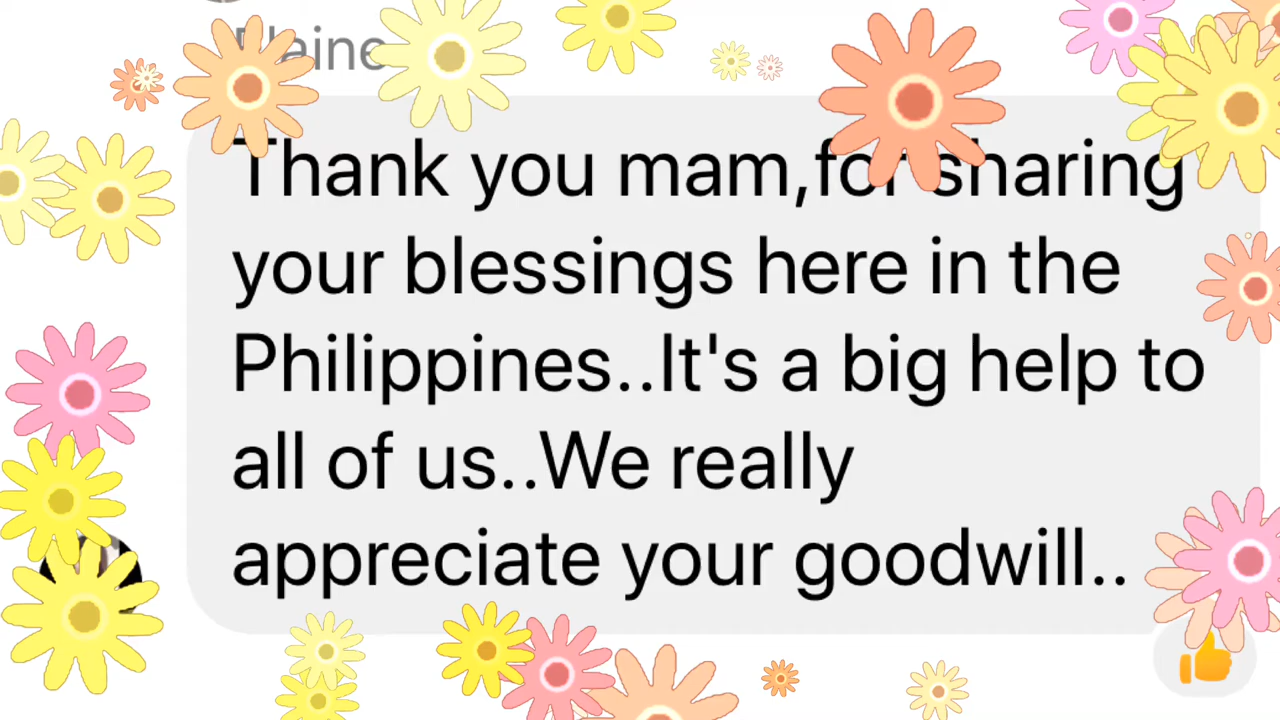 Elaine
Thank you mam,for sharing
your blessings here in the
Philippines..It's a big help to
all of us..We really
appreciate your goodwill..